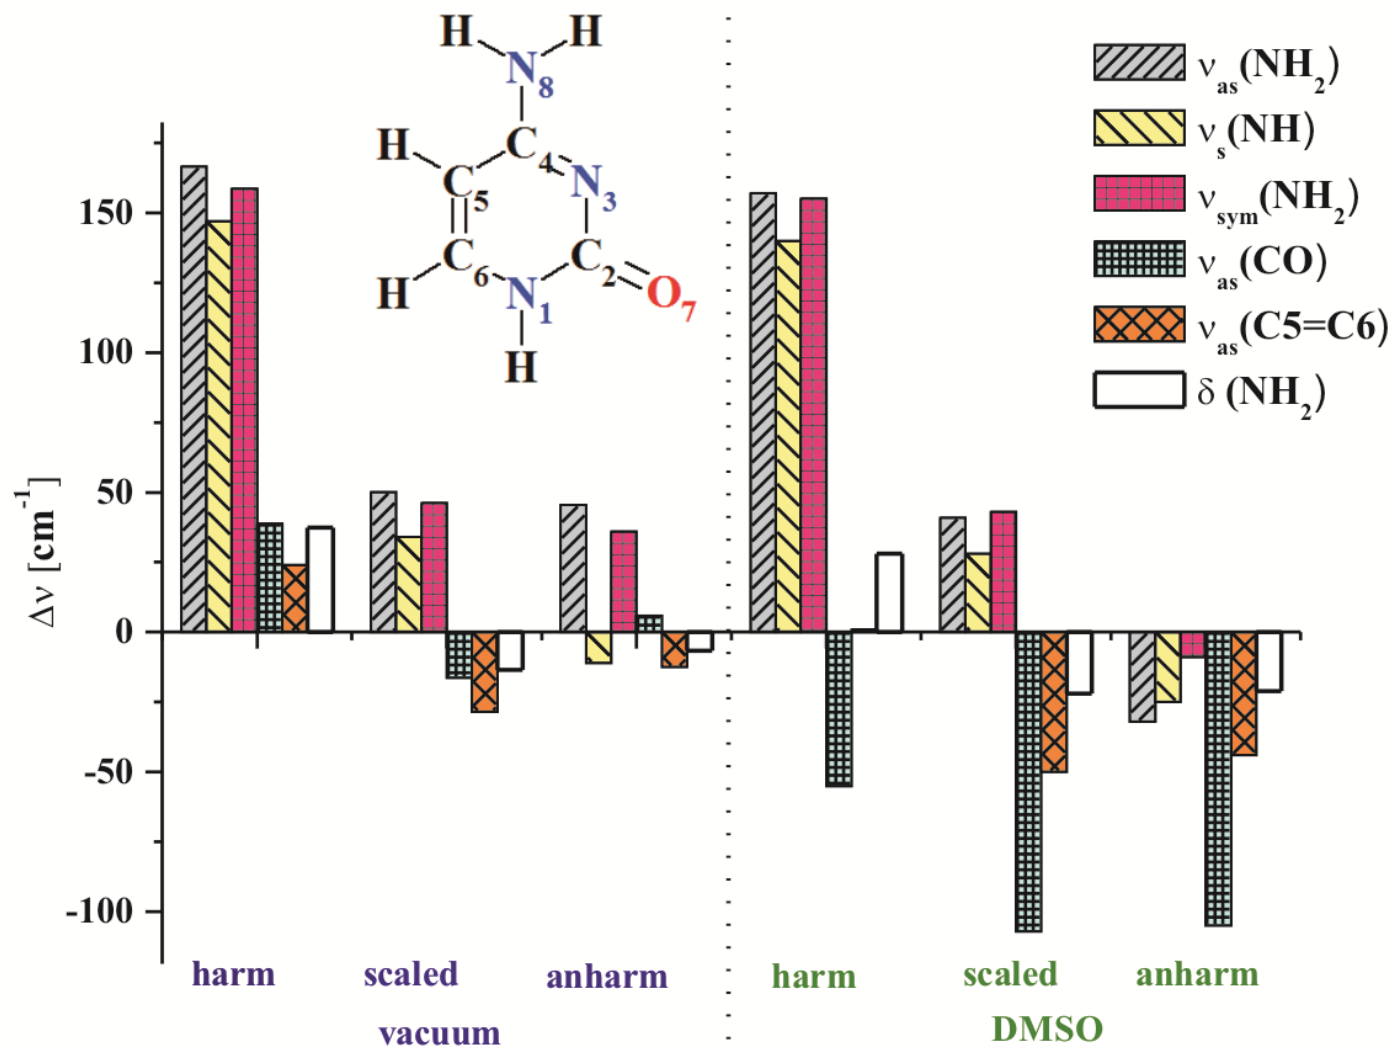 H H
N8
H
C4
N3
C5
C6
C2
H
N1
O7
H
νas(NH2)
νs(NH)
νsym(NH2)
νas(CO)
νas(C5=C6)
δ (NH2)
Δν [cm-1]
150
100
50
0
-50
-100
harm scaled anharm harm scaled anharm
vacuum DMSO